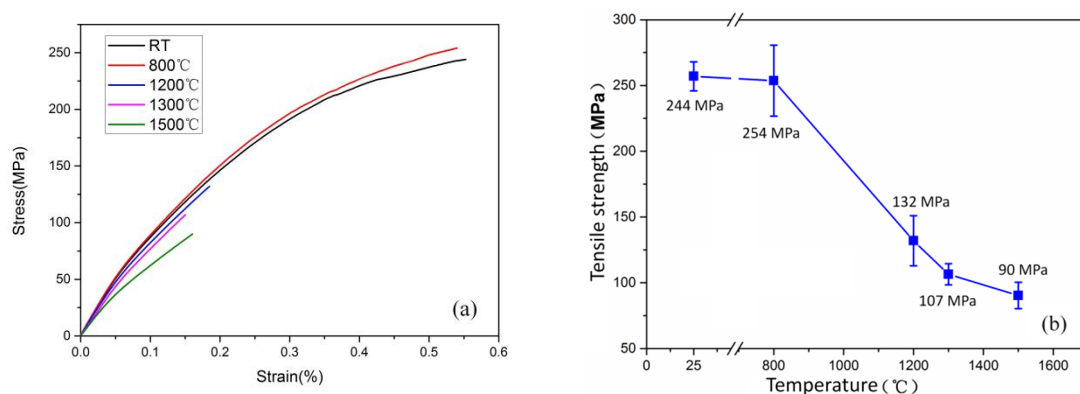 250
200
150
100
50
0
Stress(MPa)
RT
800℃
1200℃
1300℃
1500℃
(a)
0.0 0.1 0.2 0.3 0.4 0.5 0.6
Strain(%)
300
250
200
150
100
50
Tensile strength（MPa）
244 MPa
254 MPa
132 MPa
107 MPa
90 MPa
(b)
0 25 800 1000 1200 1400 1600
Temperature（℃）